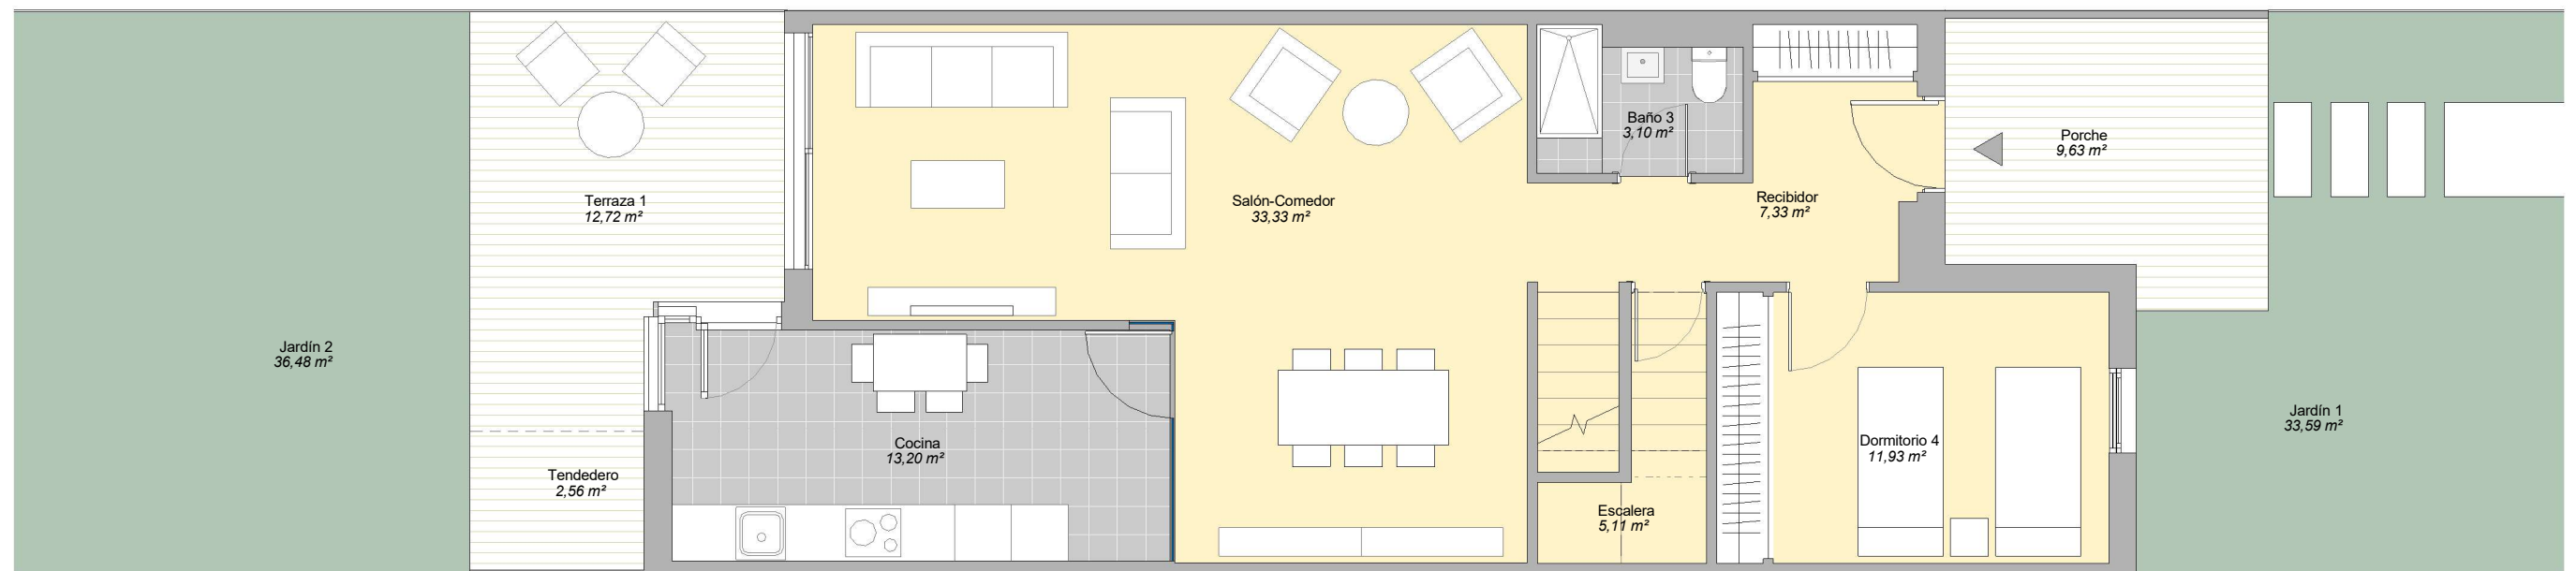 Baño 3
3,10 m²
Porche
9,63 m²
Terraza 1
12,72 m²
Salón-Comedor
33,33 m²
Recibidor
7,33 m²
Jardín 2
36,48 m²
Cocina
13,20 m²
Dormitorio 4
11,93 m²
Jardín 1
33,59 m²
Tendedero
2,56 m²
Escalera
5,11 m²